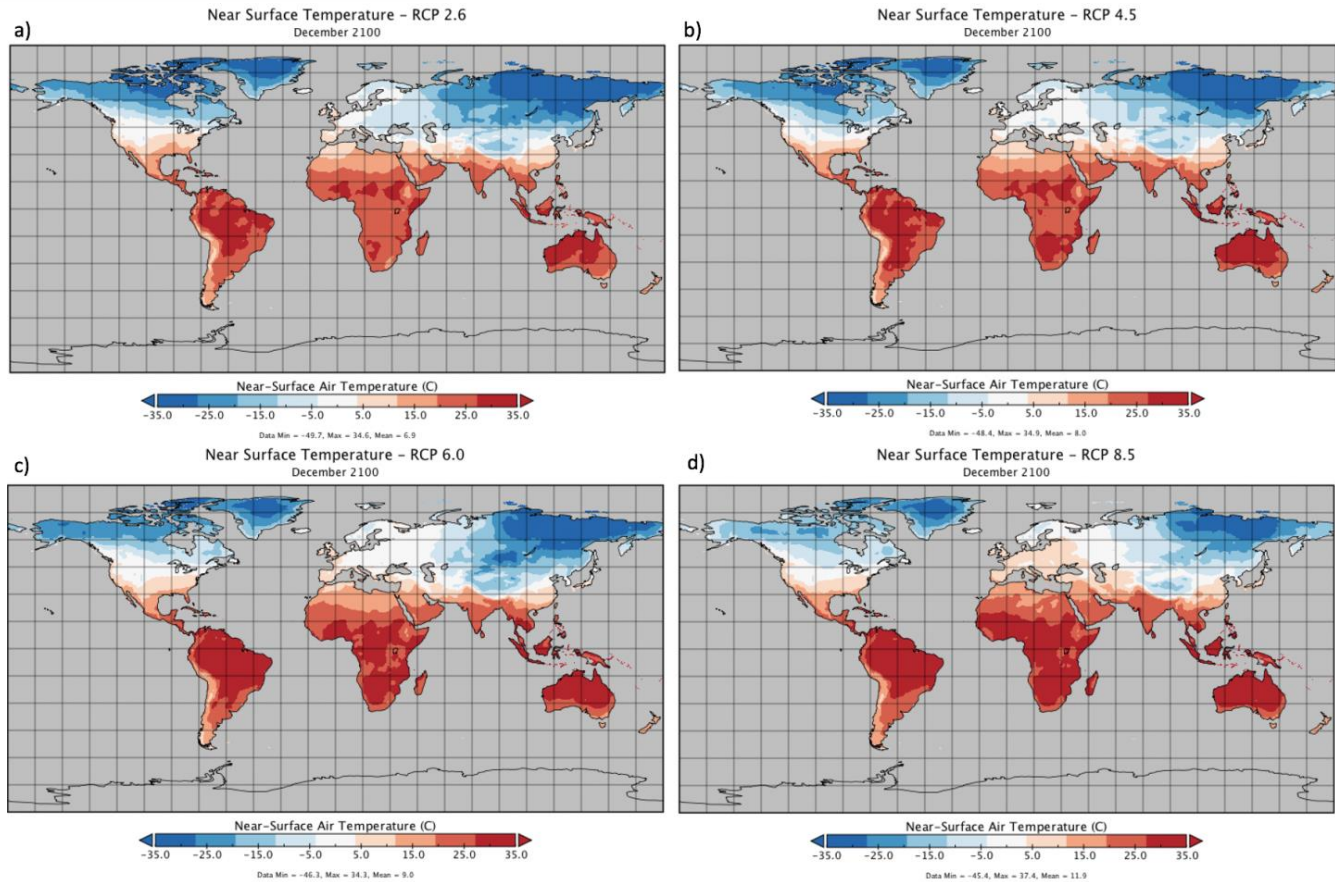 a)
Near Surface Temperature – RCP 2.6
December 2100
Near–Surface Air Temperature (C)
-35.0 -25.0 -15.0 -5.0 5.0 15.0 25.0 35.0
Data Min = -49.7, Max = 34.6, Mean = 6.9
b)
Near Surface Temperature – RCP 4.5
December 2100
Near–Surface Air Temperature (C)
-35.0 -25.0 -15.0 -5.0 5.0 15.0 25.0 35.0
Data Min = -48.4, Max = 34.9, Mean = 8.0
c)
Near Surface Temperature – RCP 6.0
December 2100
Near–Surface Air Temperature (C)
-35.0 -25.0 -15.0 -5.0 5.0 15.0 25.0 35.0
Data Min = -46.3, Max = 34.3, Mean = 9.0
d)
Near Surface Temperature – RCP 8.5
December 2100
Near–Surface Air Temperature (C)
-35.0 -25.0 -15.0 -5.0 5.0 15.0 25.0 35.0
Data Min = -45.4, Max = 37.4, Mean = 11.9